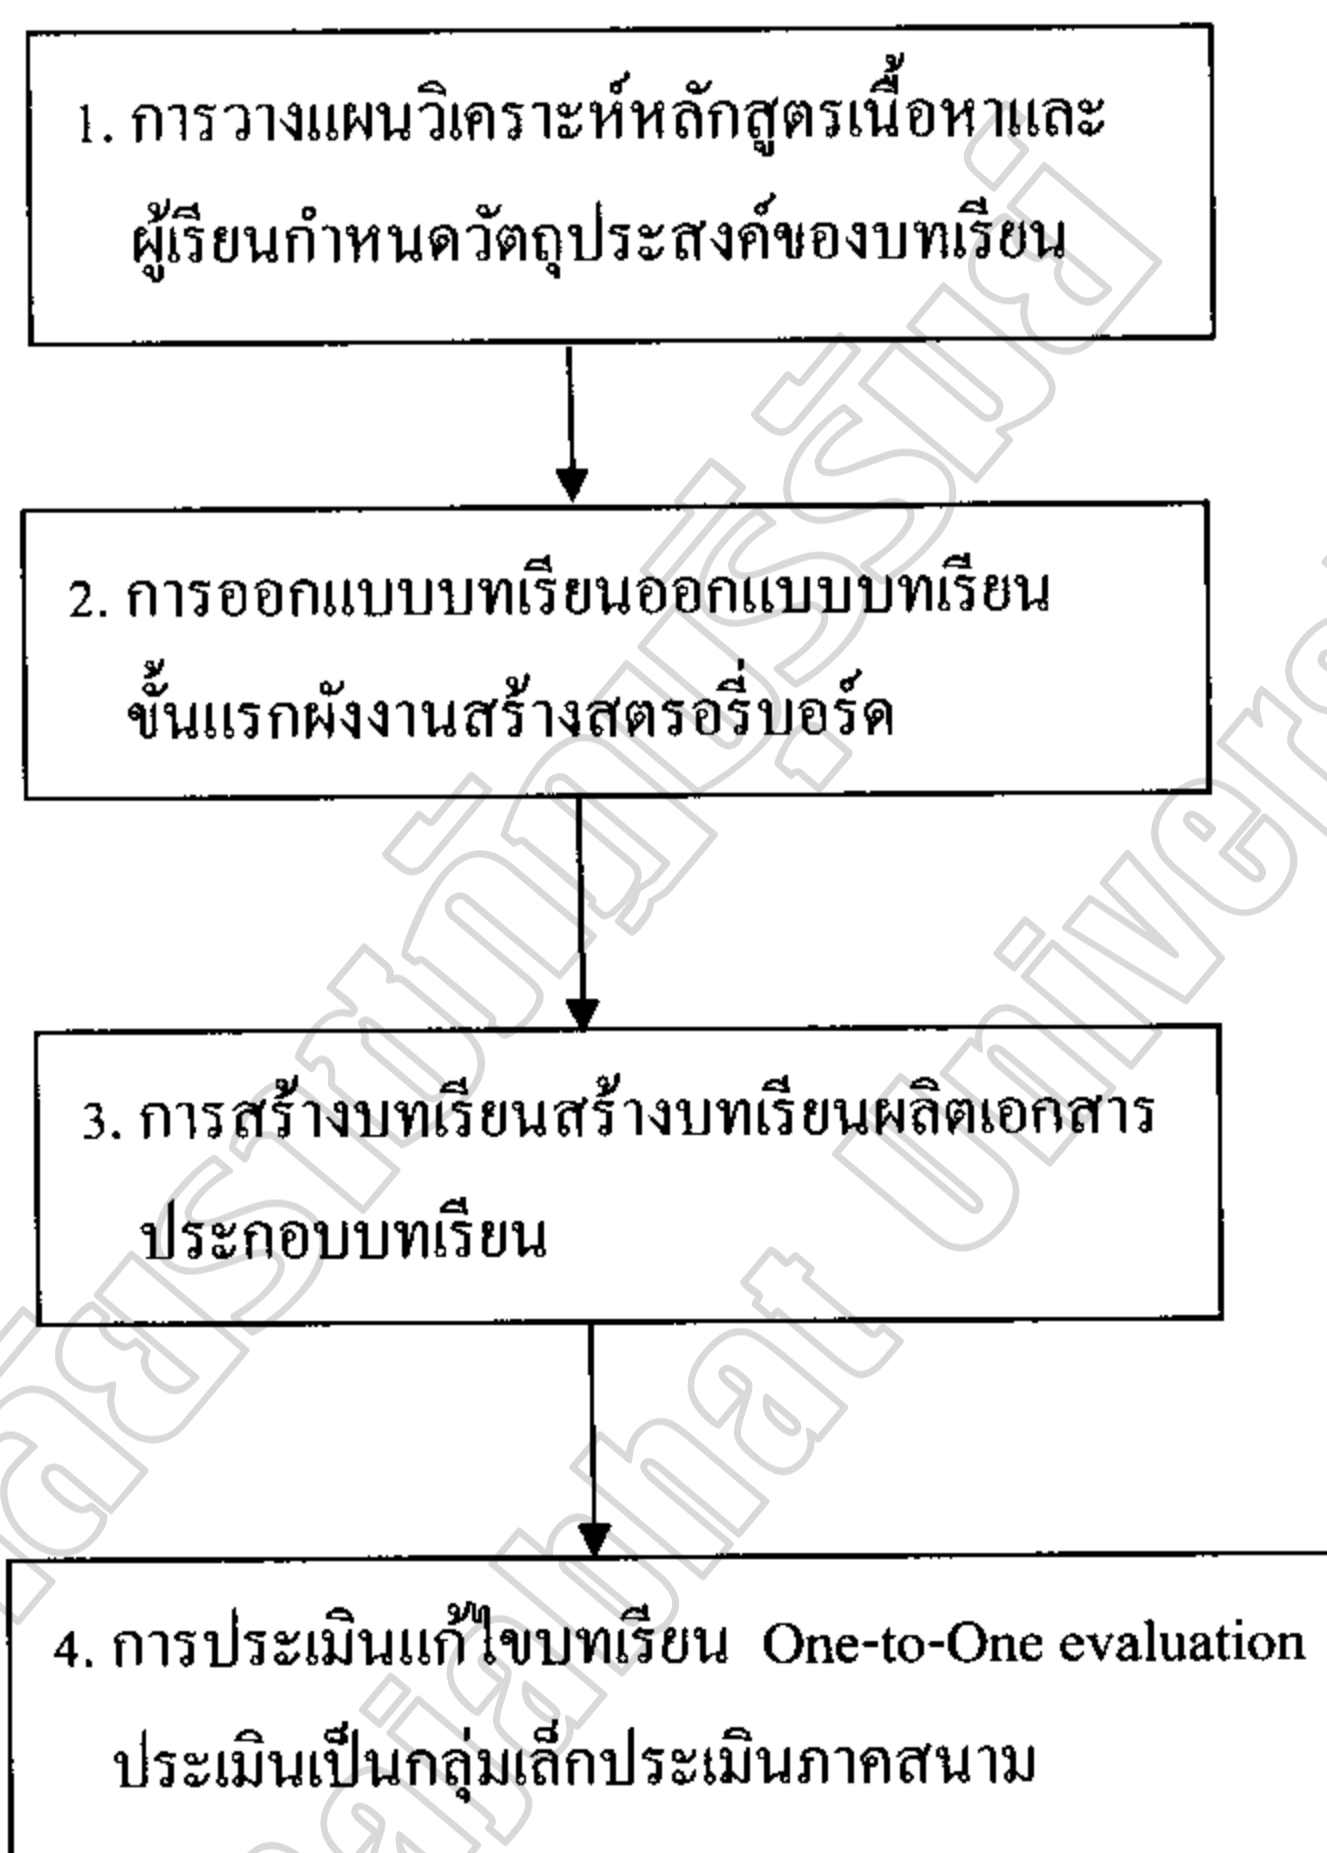 1. การวางแผนวิเคราะห์หลักสูตรเนื้อหาและ
ผู้เรียนกำหนดวัตถุประสงค์ของบทเรียน
2. การออกแบบบทเรียนออกแบบบทเรียน
ขั้นแรกผังงานสร้างสตรอรี่บอร์ด
3. การสร้างบทเรียนสร้างบทเรียนผลิตเอกสาร
ประกอบบทเรียน
4. การประเมินแก้ไขบทเรียน One-to-One evaluation
ประเมินเป็นกลุ่มเล็กประเมินภาคสนาม